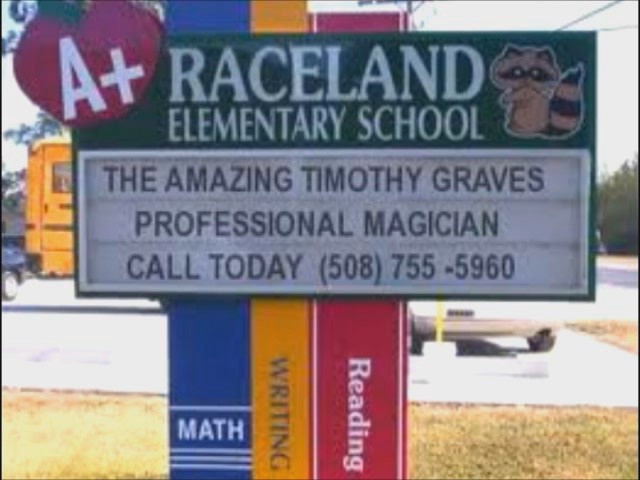 A+
RACELAND
ELEMENTARY SCHOOL
THE AMAZING TIMOTHY GRAVES
PROFESSIONAL MAGICIAN
CALL TODAY (508) 755 -5960
MATH
WRITING
Reading